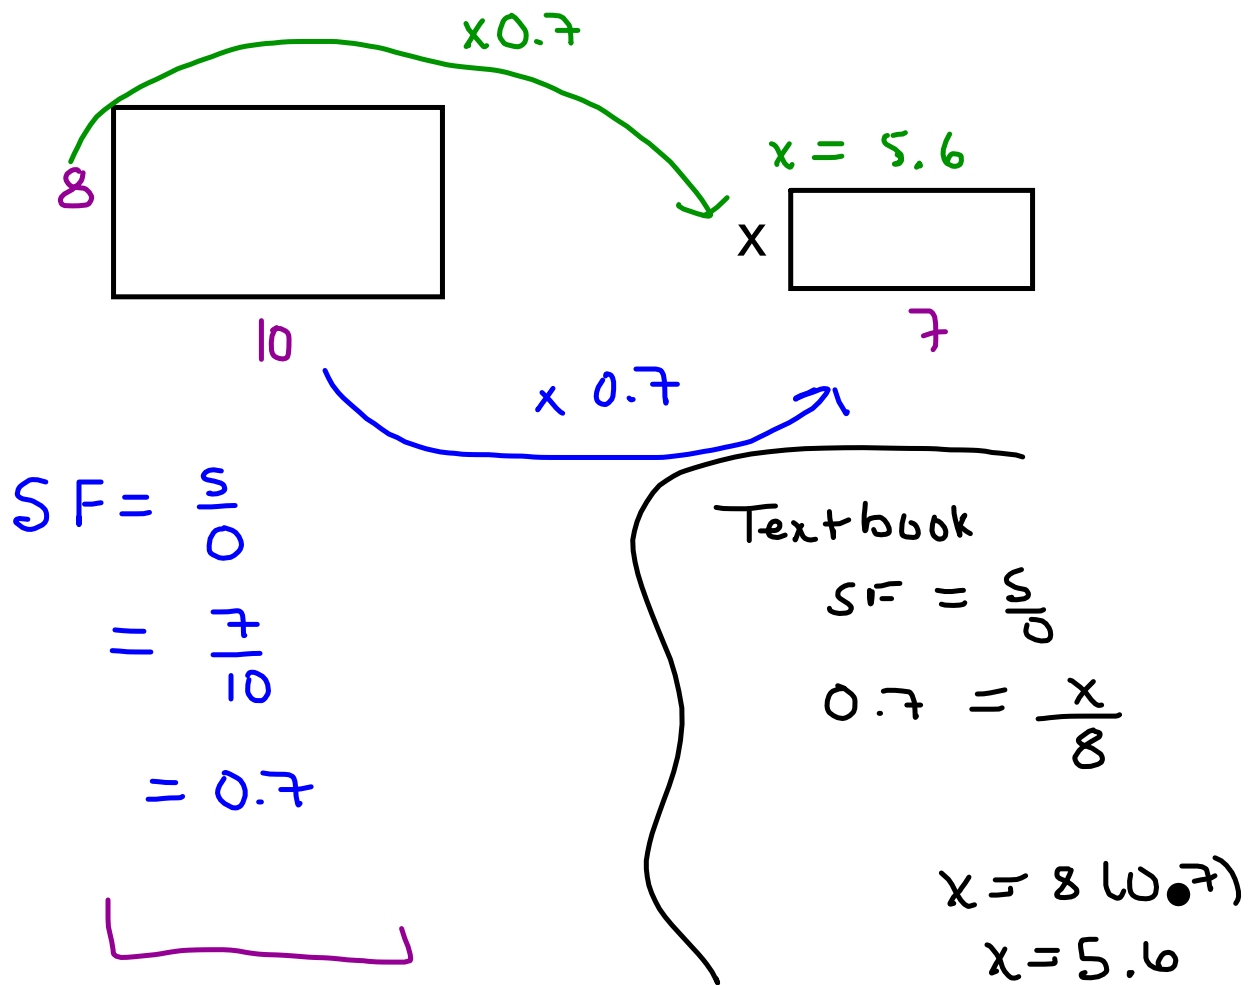 x 0.7
x = 5.6
8
x
10
7
x 0.7
SF = S/O
= 7/10
= 0.7
Textbook
SF = S/O
0.7 = x/8
x = 8(0.7)
x = 5.6